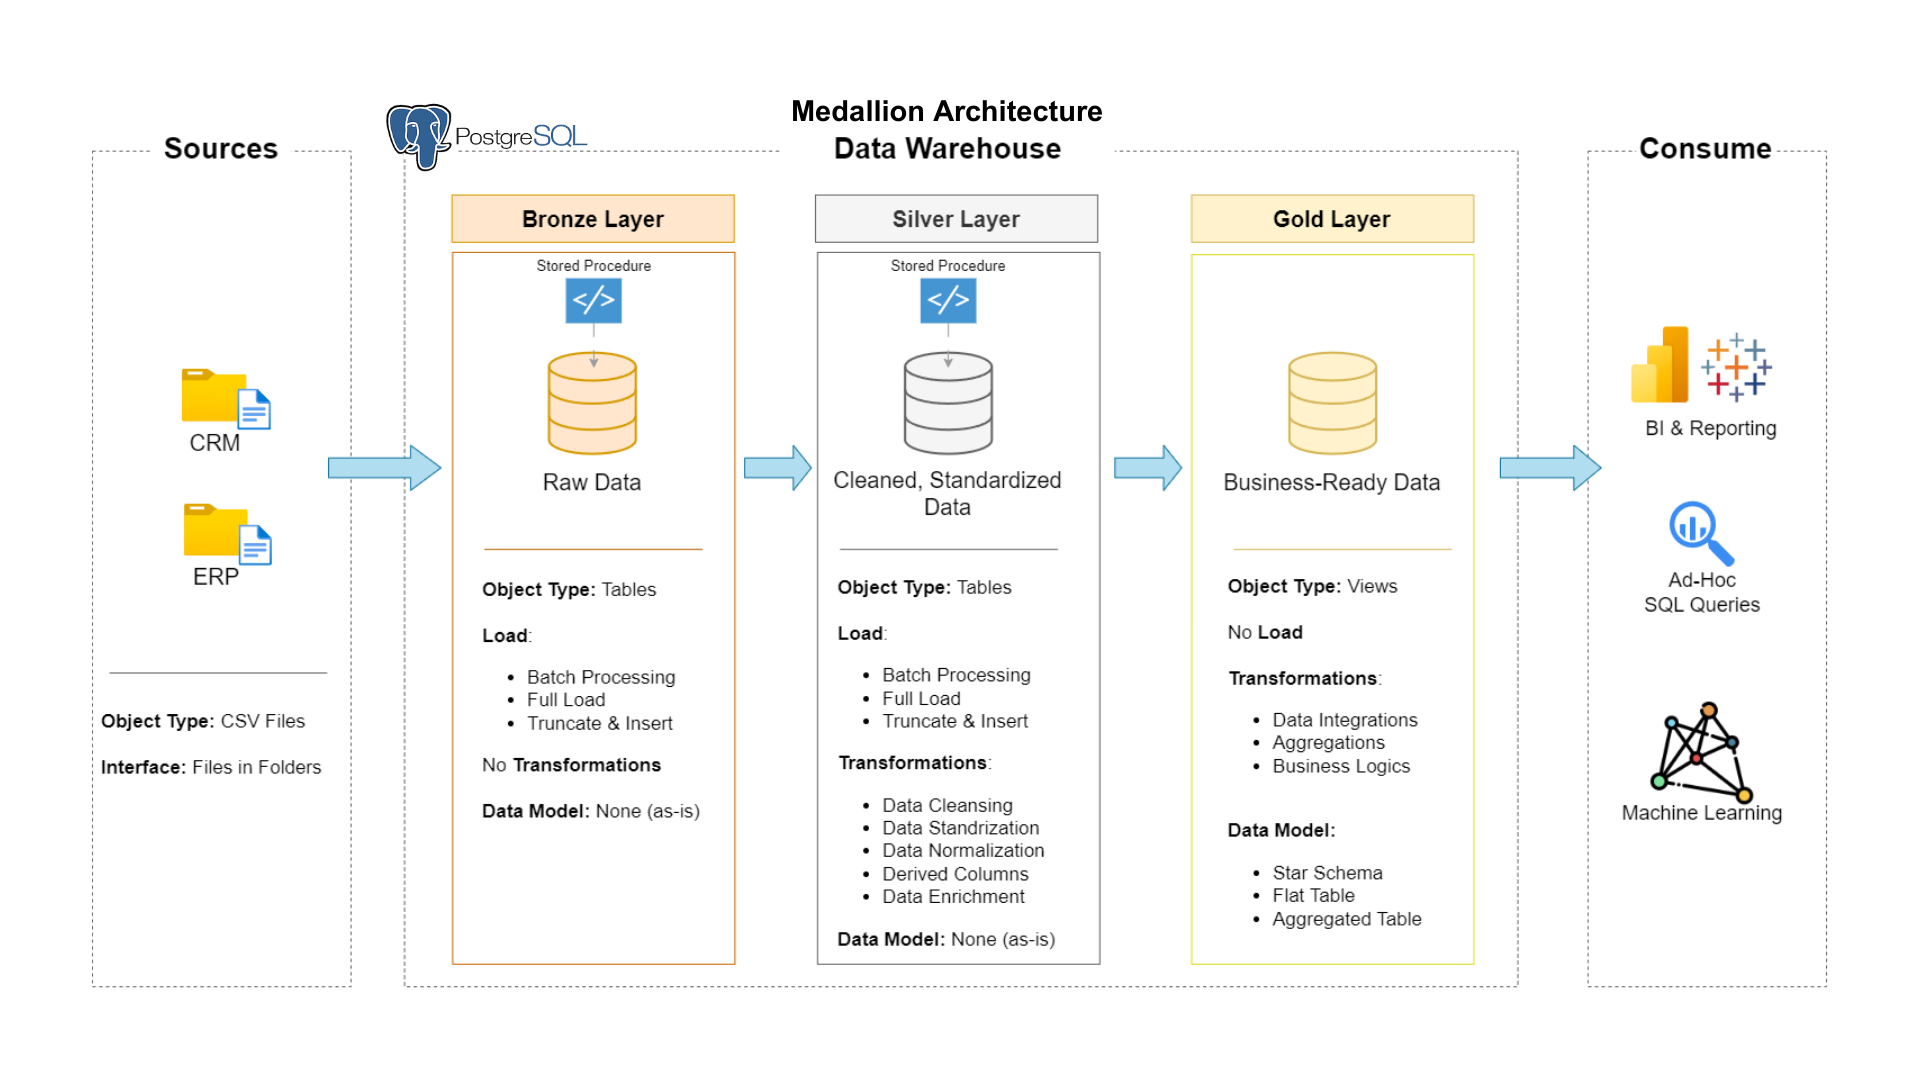 Medallion Architecture
Data Warehouse
PostgreSQL
Sources
CRM
ERP
Object Type: CSV Files
Interface: Files in Folders
Bronze Layer
Stored Procedure
</>
Raw Data
Object Type: Tables
Load:
• Batch Processing
• Full Load
• Truncate & Insert
No Transformations
Data Model: None (as-is)
Silver Layer
Stored Procedure
</>
Cleaned, Standardized
Data
Object Type: Tables
Load:
• Batch Processing
• Full Load
• Truncate & Insert
Transformations:
• Data Cleansing
• Data Standrization
• Data Normalization
• Derived Columns
• Data Enrichment
Data Model: None (as-is)
Gold Layer
Business-Ready Data
Object Type: Views
No Load
Transformations:
• Data Integrations
• Aggregations
• Business Logics
Data Model:
• Star Schema
• Flat Table
• Aggregated Table
Consume
BI & Reporting
Ad-Hoc
SQL Queries
Machine Learning